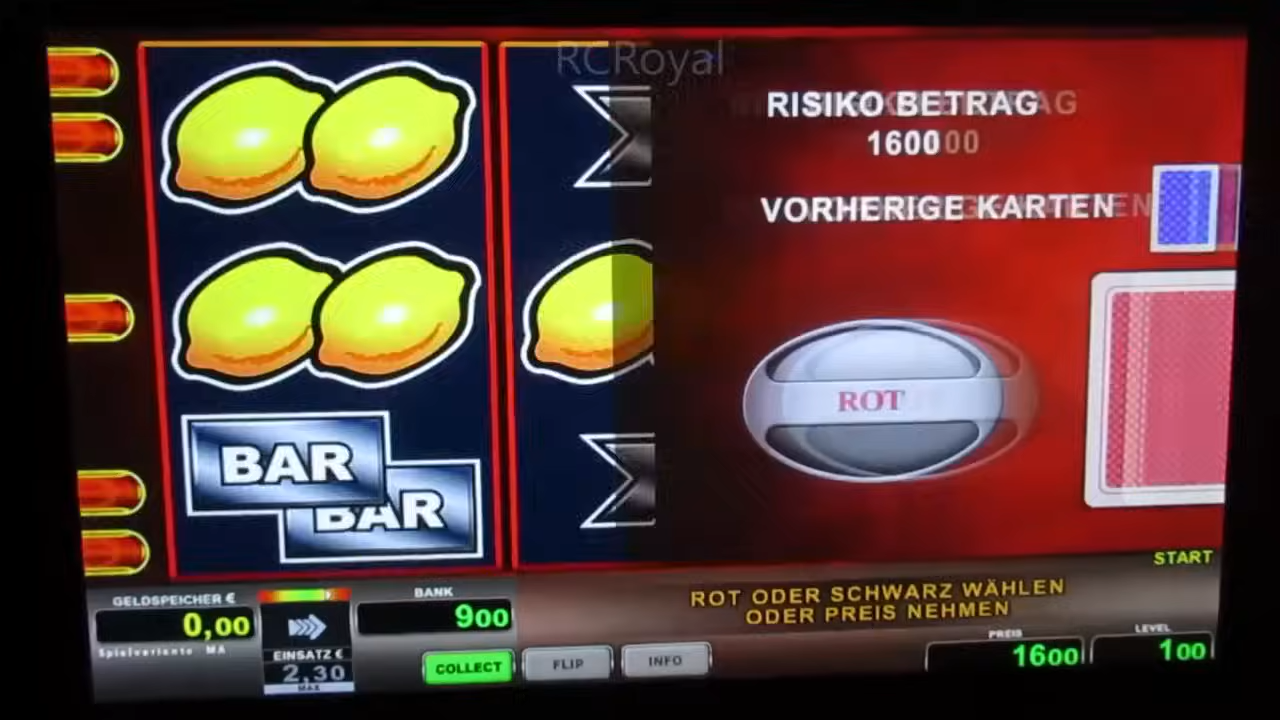 RCRoyal
RISIKO BETRAG
1600
VORHERIGE KARTEN
ROT
BAR
BAR
START
ROT ODER SCHWARZ WÄHLEN
ODER PREIS NEHMEN
GELDSPEICHER €
0,00
Spielvariante MA
EINSATZ €
2,30
MAX
BANK
900
COLLECT
FLIP
INFO
PREIS
1600
LEVEL
100